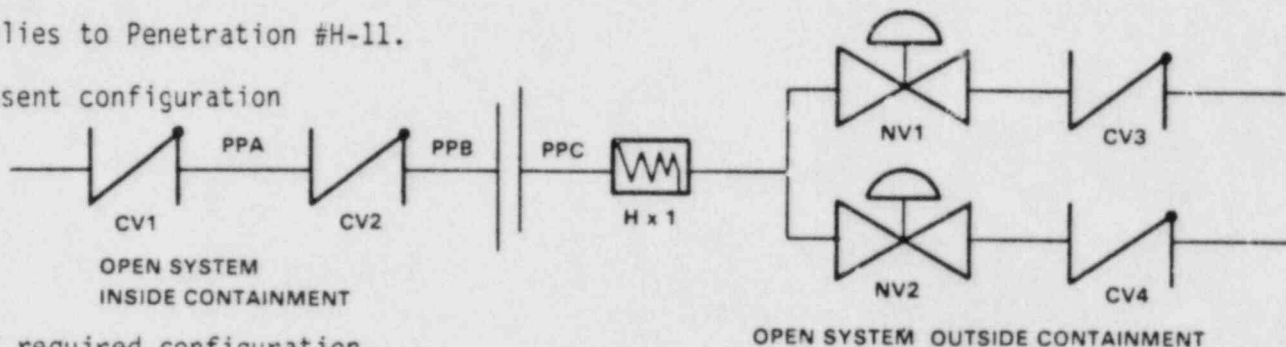 lies to Penetration #H-11.
sent configuration
PPA
PPB
PPC
CV1
CV2
H x 1
NV1
CV3
NV2
CV4
OPEN SYSTEM
INSIDE CONTAINMENT
OPEN SYSTEM OUTSIDE CONTAINMENT
required configuration